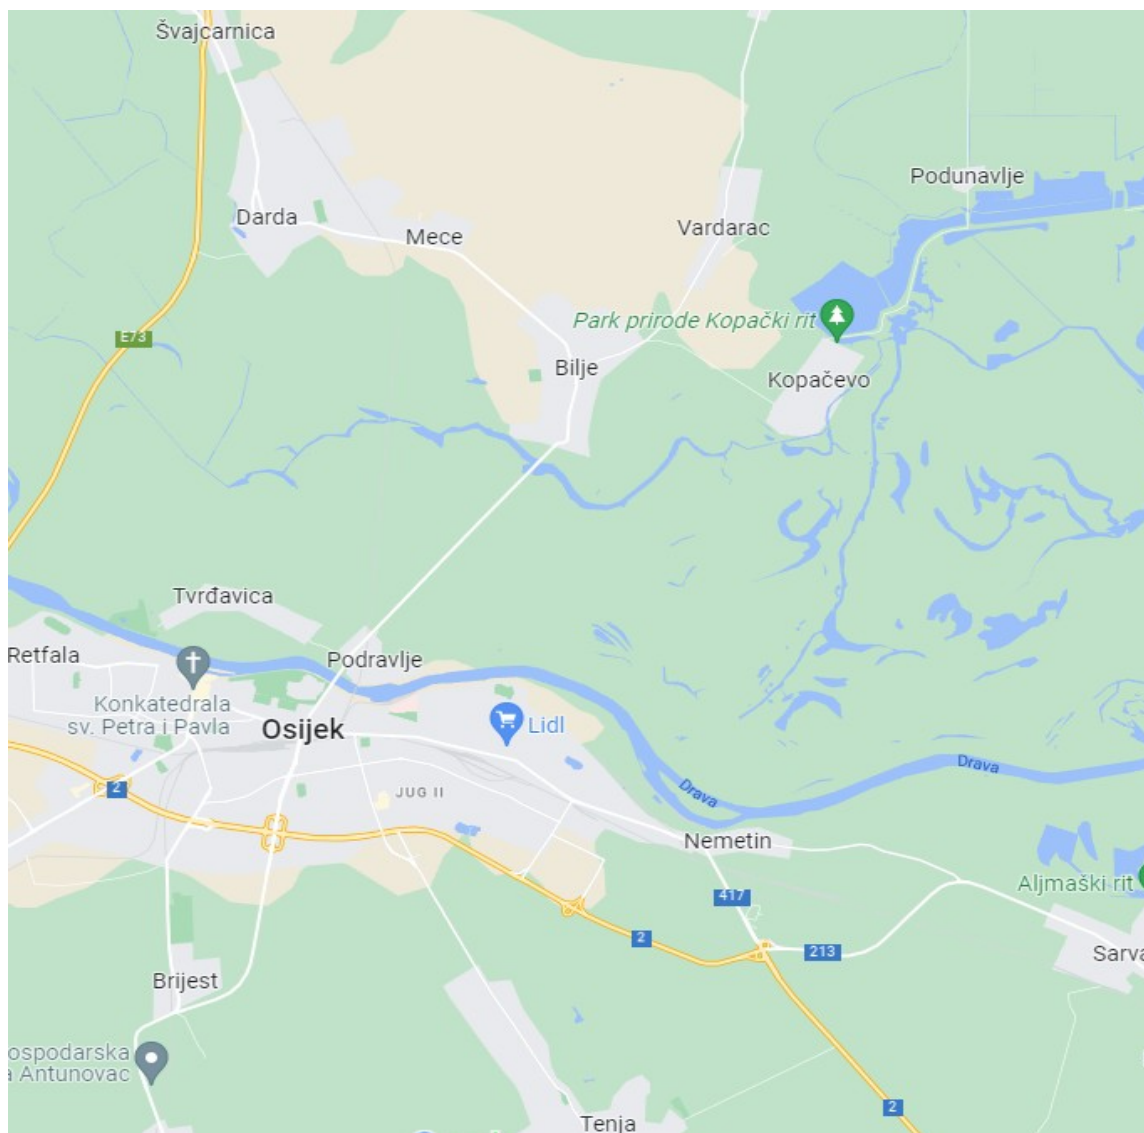 Švajcarnica
Podunavlje
Darda
Vardarac
Mece
Park prirode Kopački rit
E73
Bilje
Kopačevo
Tvrđavica
Retfala
Podravlje
Konkatedrala
sv. Petra i Pavla
Osijek
Lidl
Drava
2
JUG II
Drava
Nemetin
Aljmaški rit
417
2
213
Sarva
Brijest
ospodarska
a Antunovac
2
Tenja